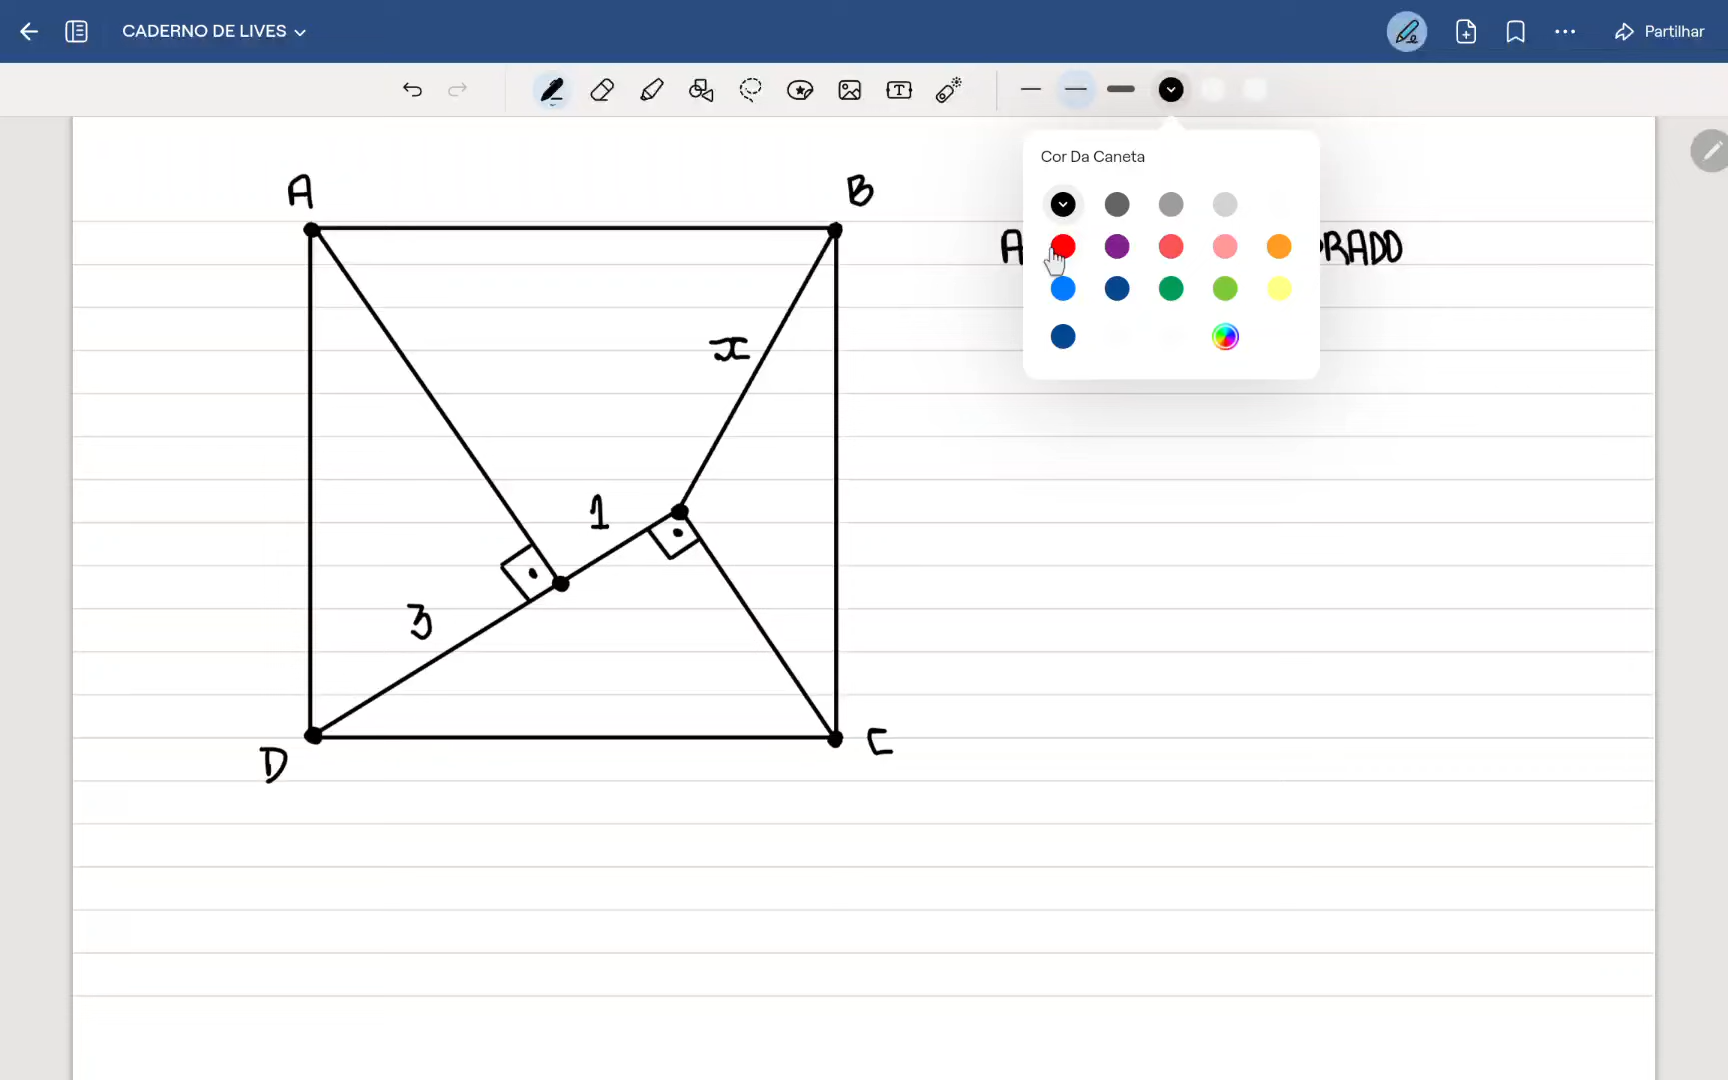 CADERNO DE LIVES
Partilhar
Cor Da Caneta
A B
A RADO
x
1
3
D C